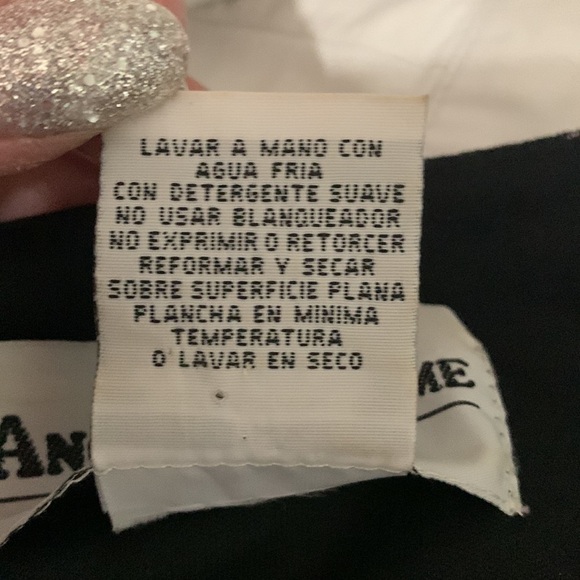 LAVAR A MANO CON
AGUA FRIA
CON DETERGENTE SUAVE
NO USAR BLANQUEADOR
NO EXPRIMIR O RETORCER
REFORMAR Y SECAR
SOBRE SUPERFICIE PLANA
PLANCHA EN MINIMA
TEMPERATURA
O LAVAR EN SECO